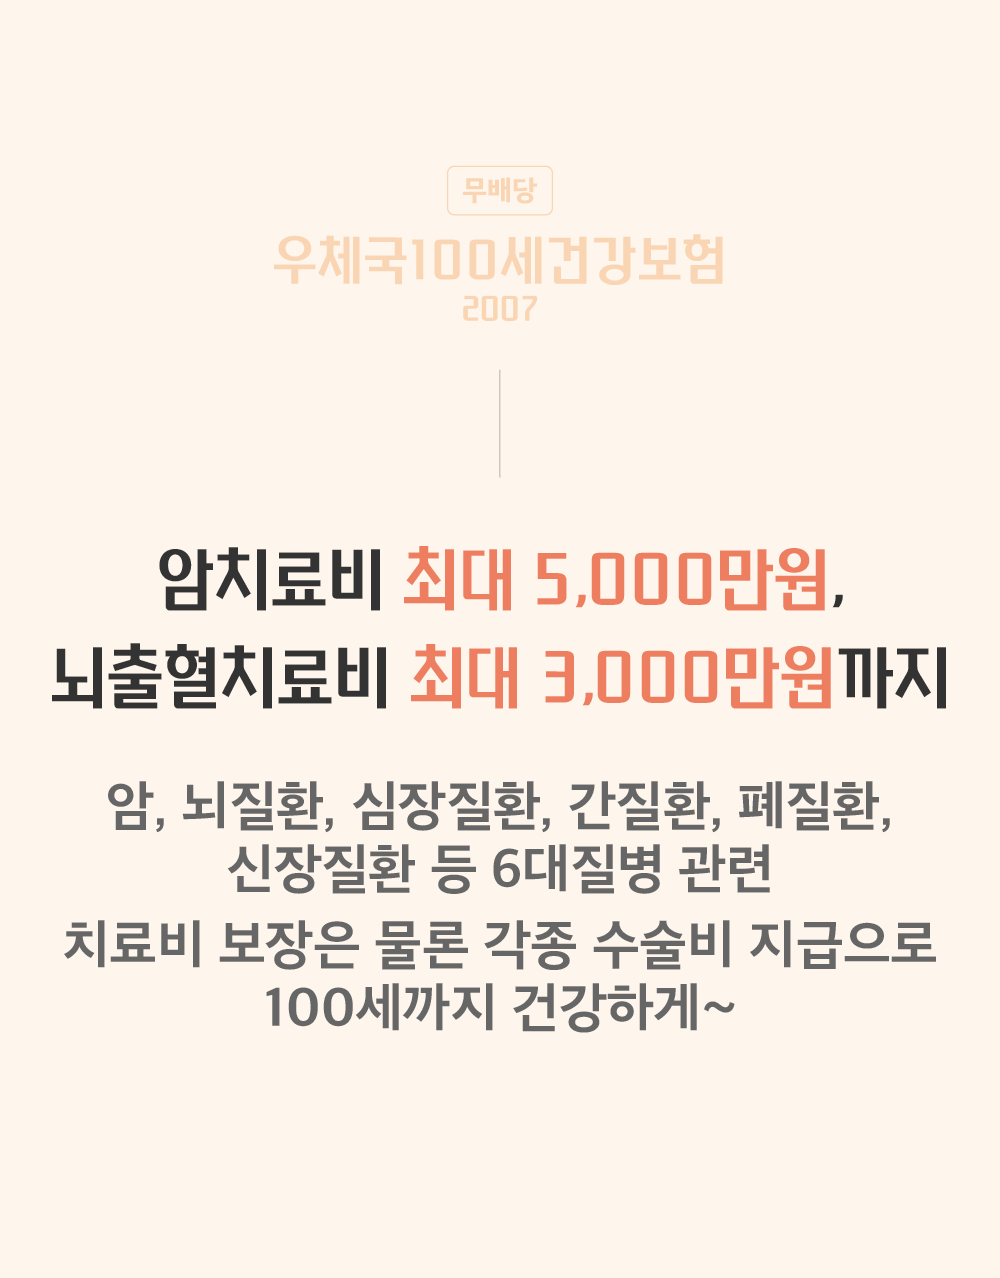 무배당
우체국100세건강보험
2007
암치료비 최대 5,000만원,
뇌출혈치료비 최대 3,000만원까지
암, 뇌질환, 심장질환, 간질환, 폐질환,
신장질환 등 6대질병 관련
치료비 보장은 물론 각종 수술비 지급으로
100세까지 건강하게~